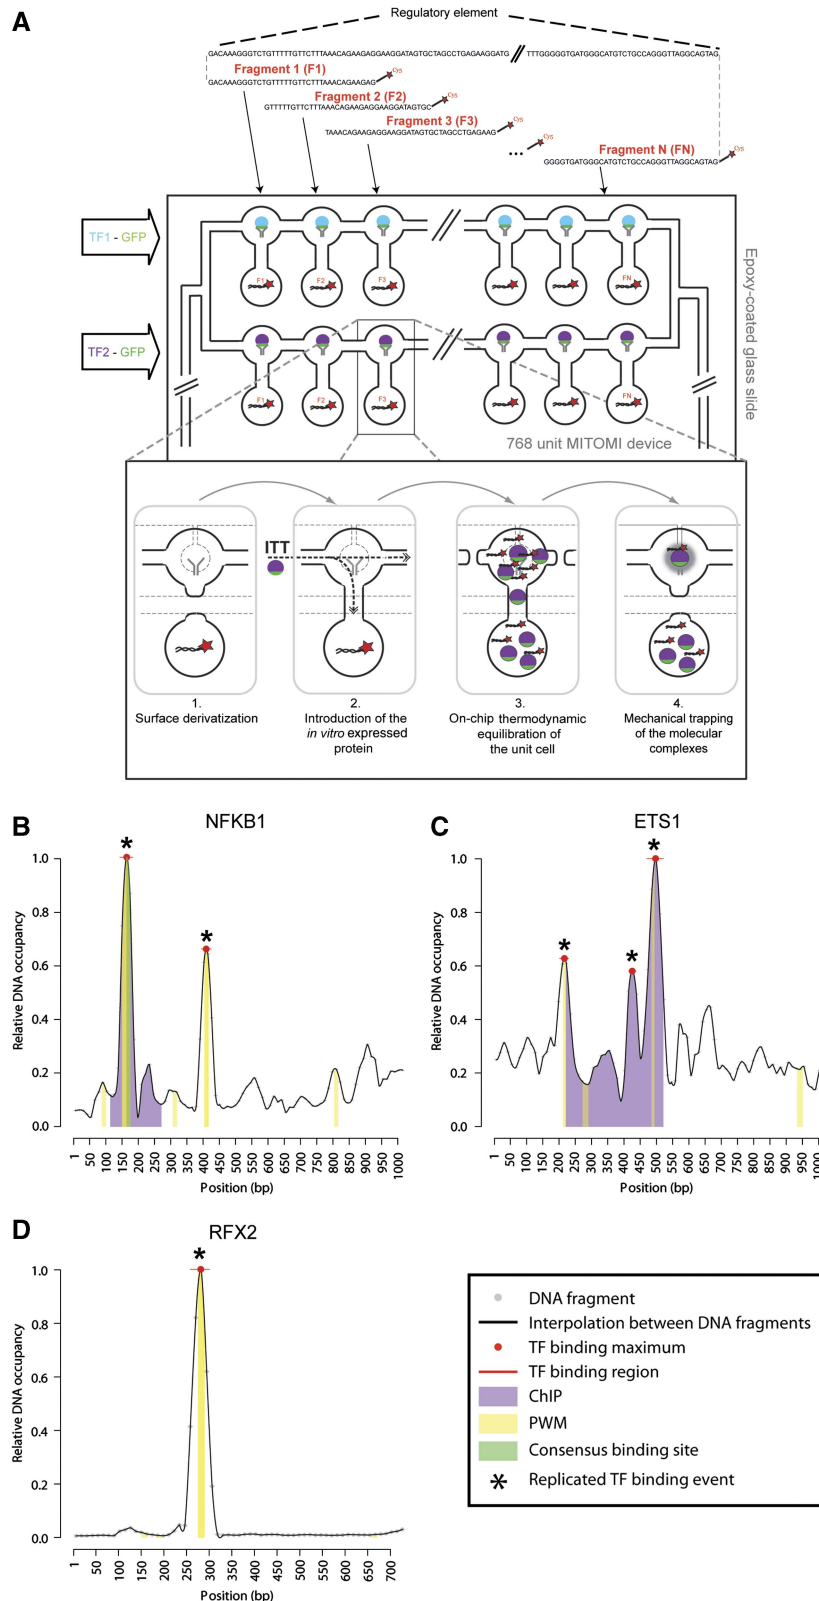 A
Regulatory element
GACAAAGGGTCTGTTTTTGTTCTTTAAACAGAAGAGGAAGGATAGTGCTAGCCTGAGAAGGATG // TTTGGGGGTGATGGGCATGTCTGCCAGGGTTAGGCAGTAG
Fragment 1 (F1)
Cy5
GACAAAGGGTCTGTTTTTGTTCTTTAAACAGAAGAG
Fragment 2 (F2)
Cy5
GTTTTTGTTCTTTAAACAGAAGAGGAAGGATAGTGC
Fragment 3 (F3)
Cy5
TAAACAGAAGAGGAAGGATAGTGCTAGCCTGAGAAG
... Cy5
Fragment N (FN)
Cy5
GGGGTGATGGGCATGTCTGCCAGGGTTAGGCAGTAG
TF1 - GFP
F1 F2 F3 FN
TF2 - GFP
F1 F2 F3 FN
Epoxy-coated glass slide
768 unit MITOMI device
ITT
1.
Surface derivatization
2.
Introduction of the
in vitro expressed
protein
3.
On-chip thermodynamic
equilibration of
the unit cell
4.
Mechanical trapping
of the molecular
complexes
B
NFKB1
*
*
Relative DNA occupancy
1.0
0.8
0.6
0.4
0.2
0.0
1 50 100 150 200 250 300 350 400 450 500 550 600 650 700 750 800 850 900 950 1000
Position (bp)
C
ETS1
*
*
*
Relative DNA occupancy
1.0
0.8
0.6
0.4
0.2
0.0
1 50 100 150 200 250 300 350 400 450 500 550 600 650 700 750 800 850 900 950 1000
Position (bp)
D
RFX2
*
Relative DNA occupancy
1.0
0.8
0.6
0.4
0.2
0.0
1 50 100 150 200 250 300 350 400 450 500 550 600 650 700
Position (bp)
DNA fragment
Interpolation between DNA fragments
TF binding maximum
TF binding region
ChIP
PWM
Consensus binding site
* Replicated TF binding event